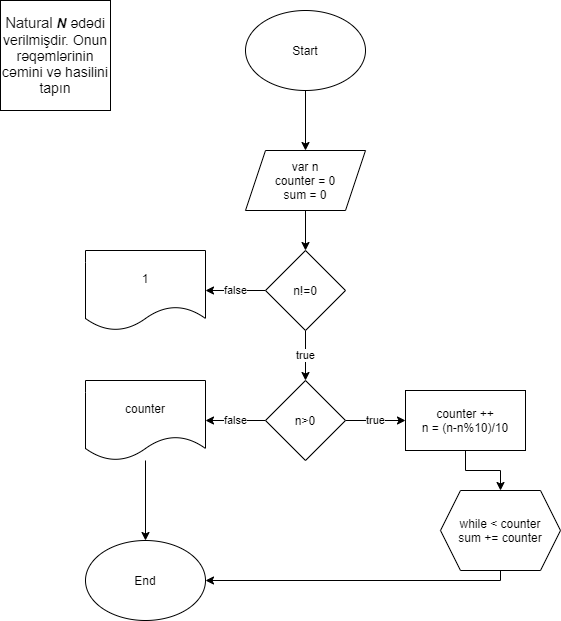 Natural N ədədi
verilmişdir. Onun
rəqəmlərinin
cəmini və hasilini
tapın
Start
var n
counter = 0
sum = 0
1
false
n!=0
true
counter
false
n>0
true
counter ++
n = (n-n%10)/10
while < counter
sum += counter
End